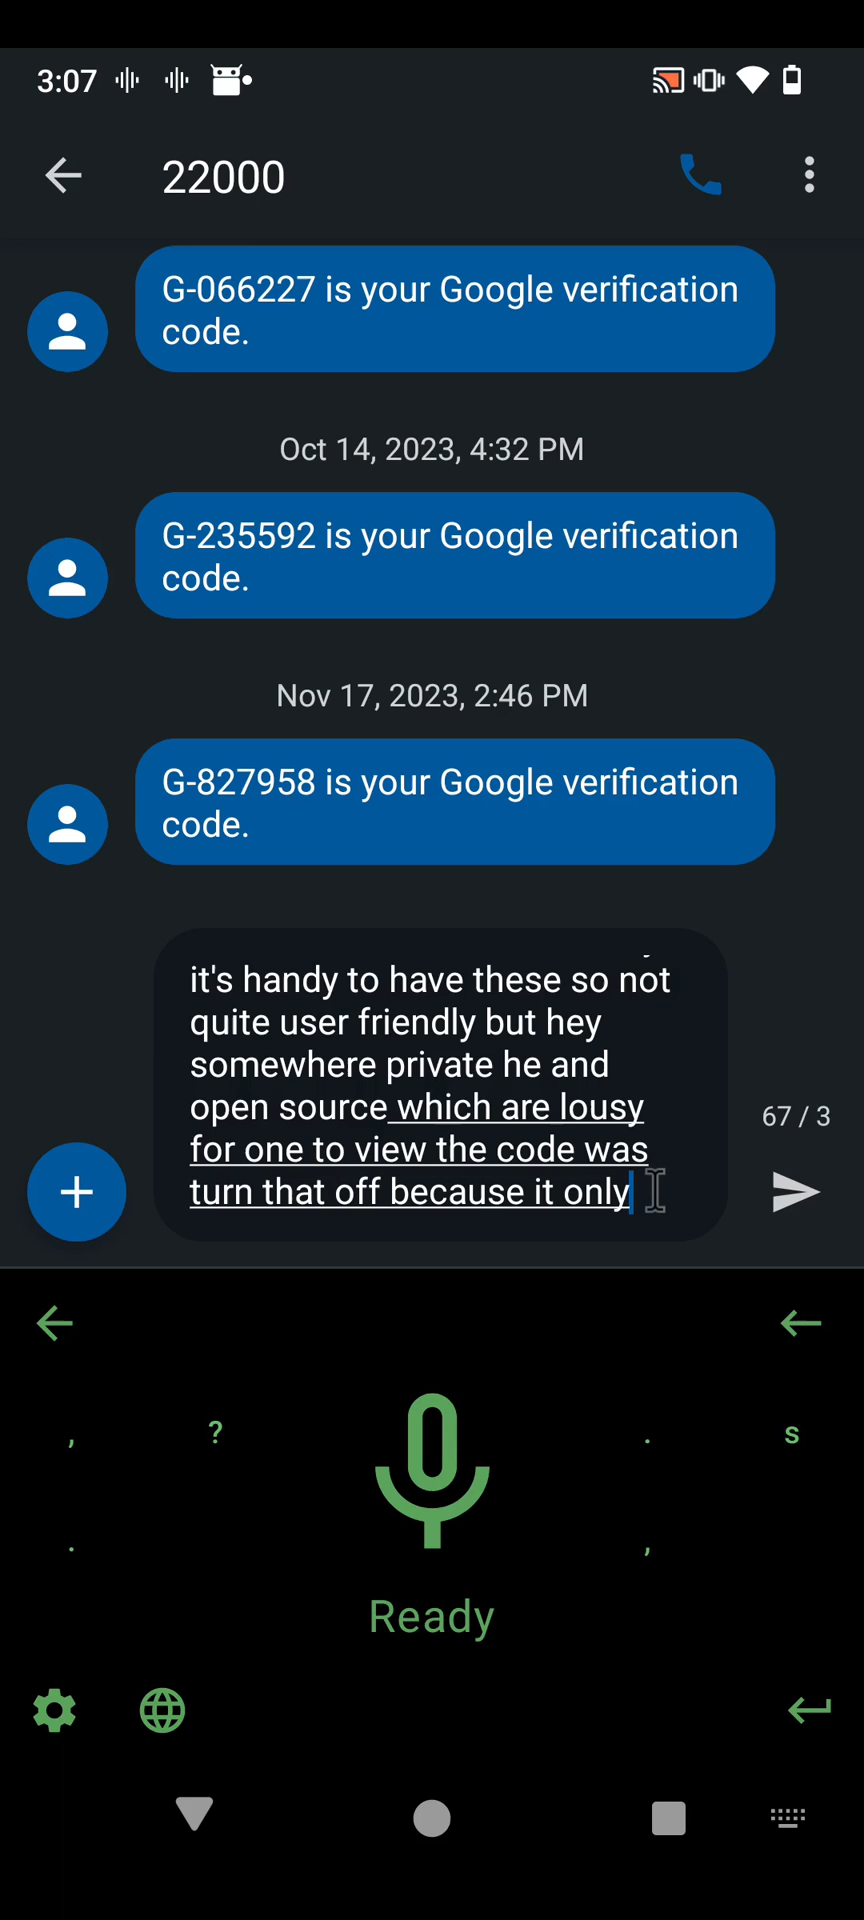 3:07
22000
G-066227 is your Google verification
code.
Oct 14, 2023, 4:32 PM
G-235592 is your Google verification
code.
Nov 17, 2023, 2:46 PM
G-827958 is your Google verification
code.
it's handy to have these so not
quite user friendly but hey
somewhere private he and
open source which are lousy
for one to view the code was
turn that off because it only
67 / 3
, ? . s
. ,
Ready